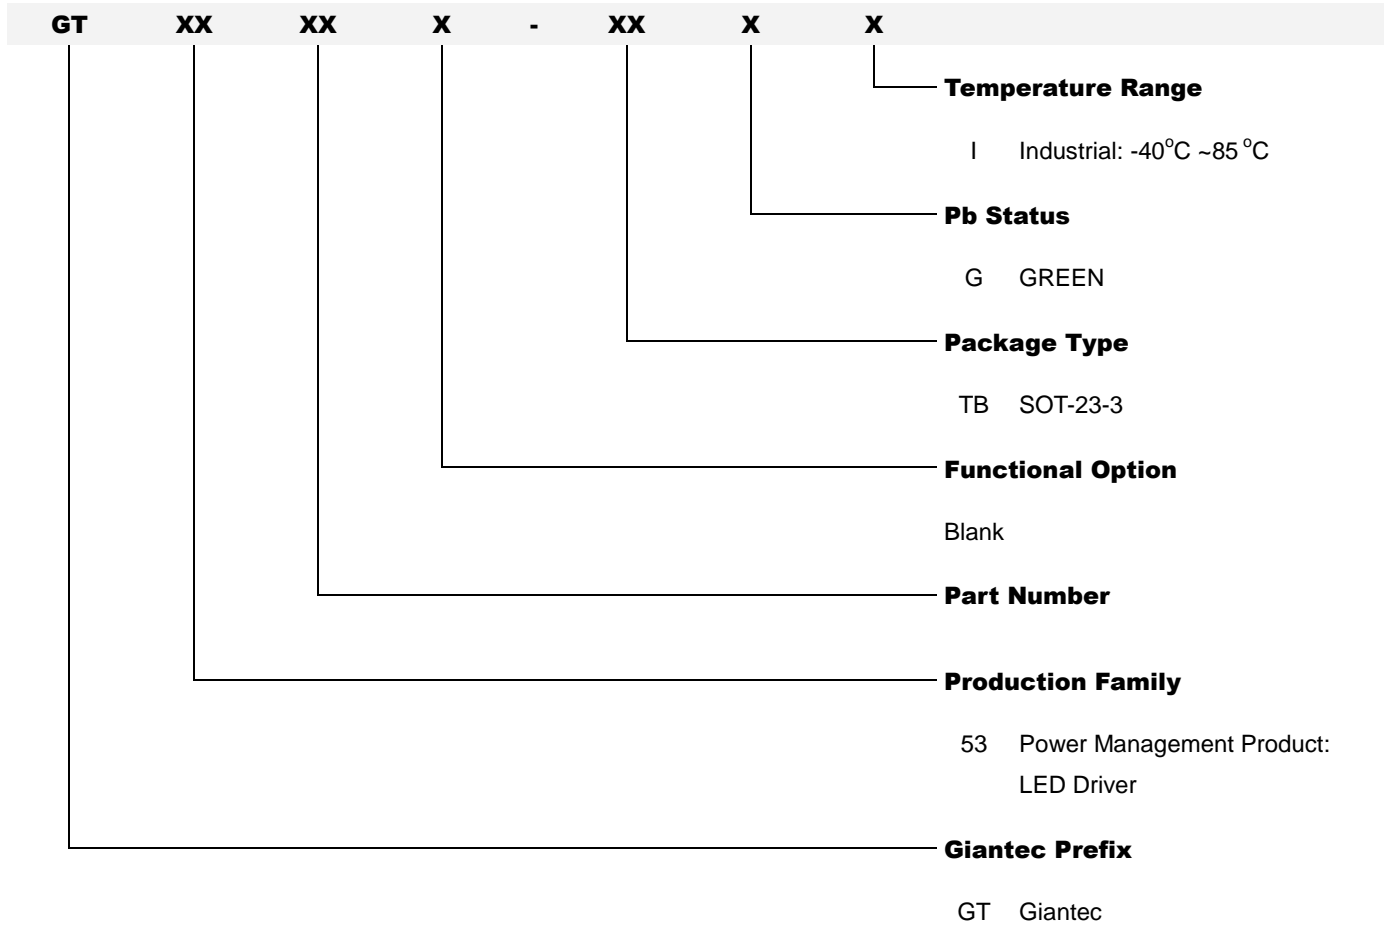 GT XX XX X - XX X X
Temperature Range
I Industrial: -40°C ~85 °C
Pb Status
G GREEN
Package Type
TB SOT-23-3
Functional Option
Blank
Part Number
Production Family
53 Power Management Product:
LED Driver
Giantec Prefix
GT Giantec